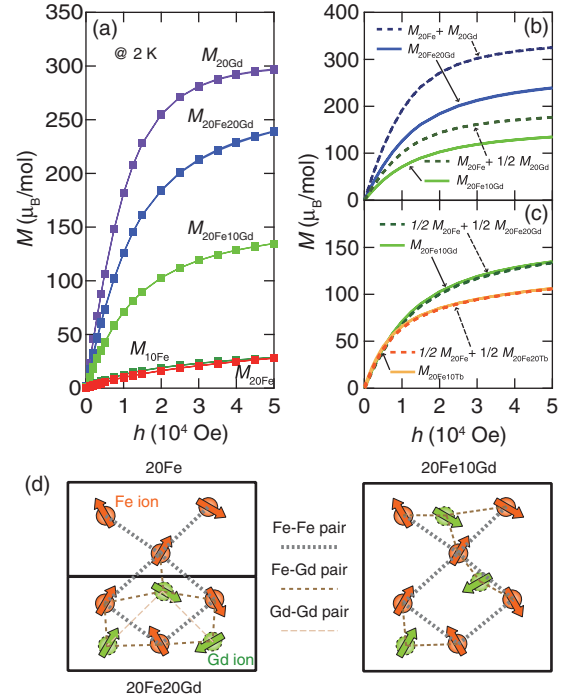 (a)
@ 2 K
M20Gd
M20Fe20Gd
M20Fe10Gd
M10Fe
M20Fe
350
300
250
200
150
100
50
0
M (μB/mol)
0 1 2 3 4 5
h (10⁴ Oe)
(b)
M20Fe + M20Gd
M20Fe20Gd
M20Fe + 1/2 M20Gd
M20Fe10Gd
400
300
200
100
0
M (μB/mol)
(c)
1/2 M20Fe + 1/2 M20Fe20Gd
M20Fe10Gd
1/2 M20Fe + 1/2 M20Fe20Tb
M20Fe10Tb
200
150
100
50
0
0 1 2 3 4 5
h (10⁴ Oe)
(d)
20Fe
Fe ion
Gd ion
20Fe20Gd
Fe-Fe pair
Fe-Gd pair
Gd-Gd pair
20Fe10Gd